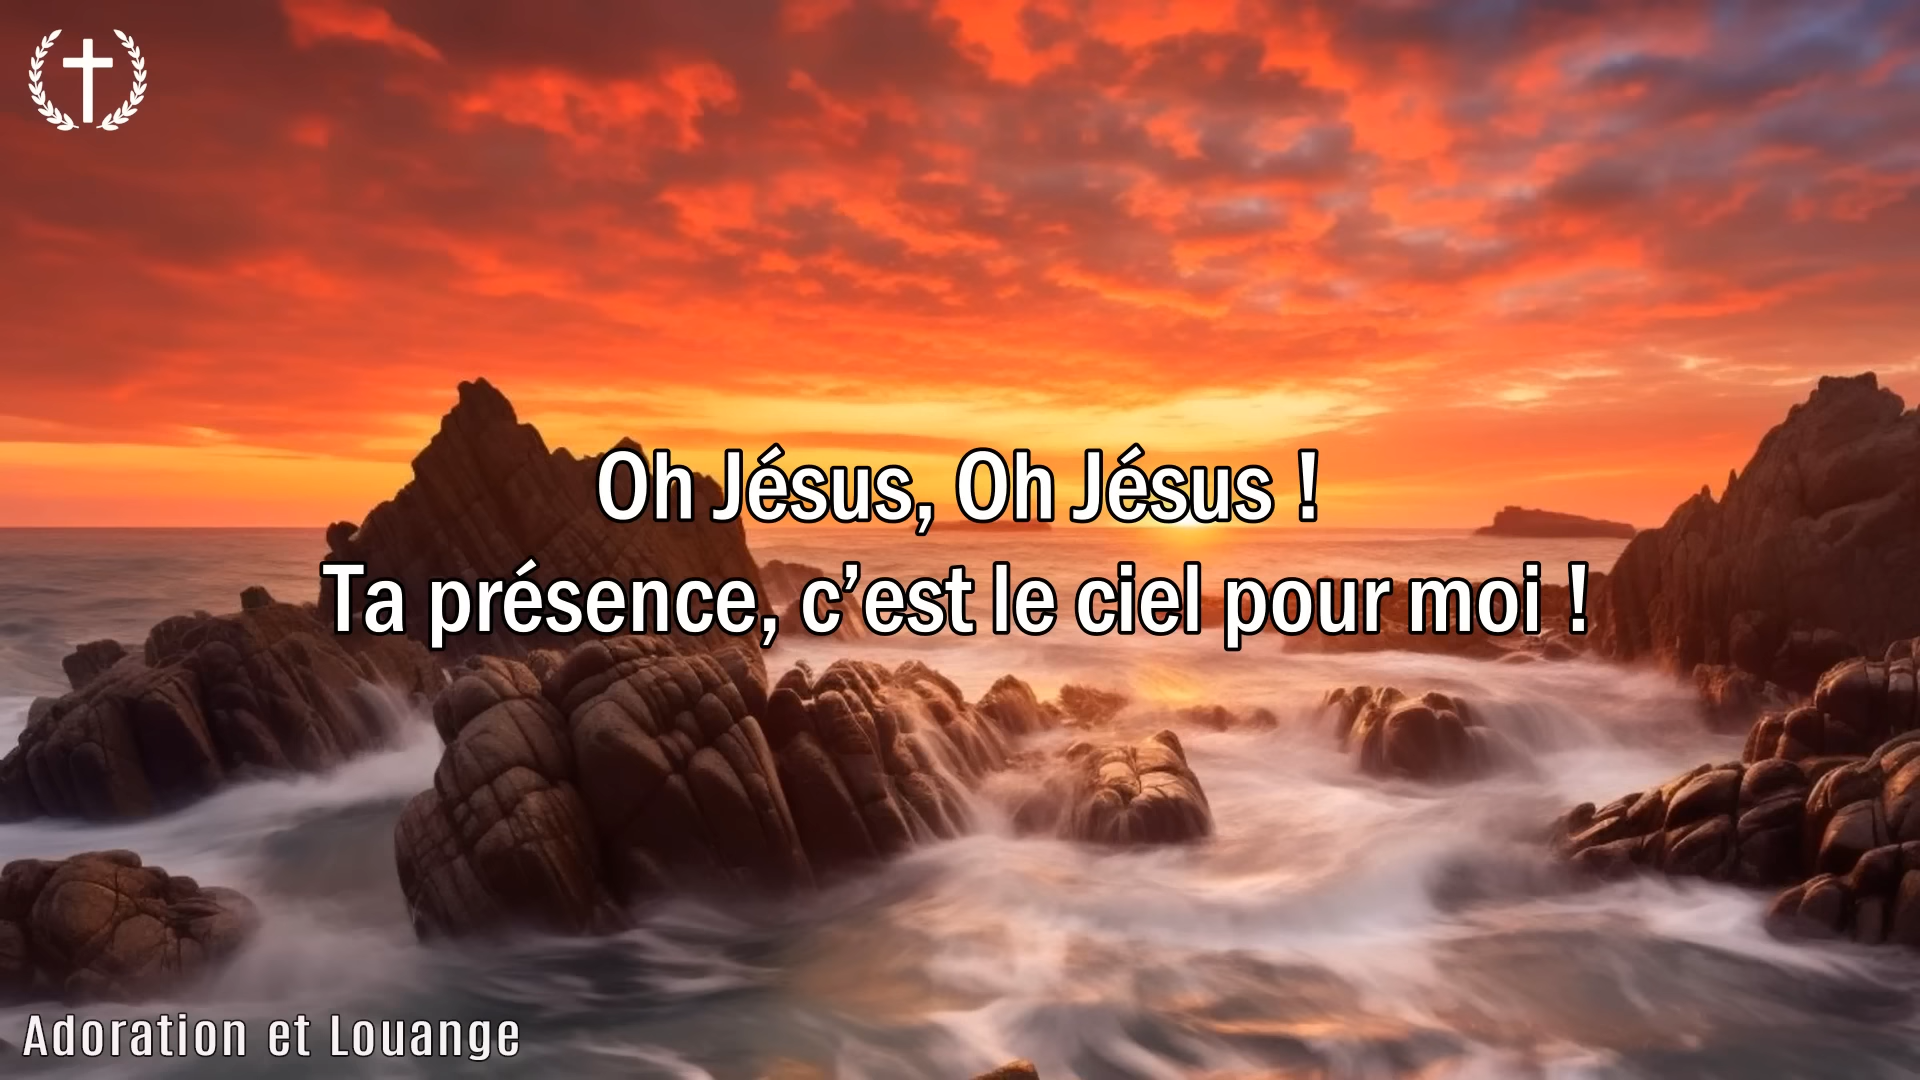 Oh Jésus, Oh Jésus !
Ta présence, c’est le ciel pour moi !
Adoration et Louange